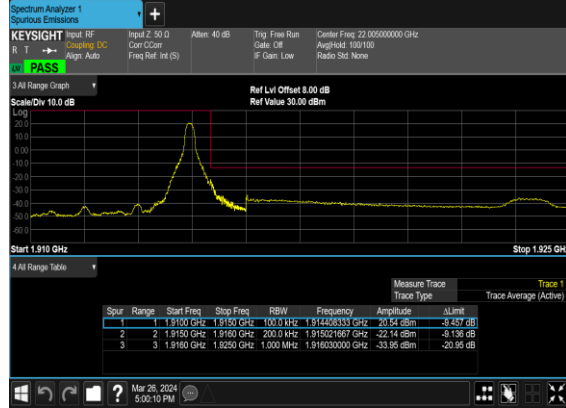 Spectrum Analyzer 1
Spurious Emissions
+
KEYSIGHT Input: RF Input Z: 50 Ω Atten: 40 dB Trig: Free Run Center Freq: 22.005000000 GHz
R T Coupling: DC Corr CCorr Gate: Off Avg|Hold: 100/100
Align: Auto Freq Ref: Int (S) IF Gain: Low Radio Std: None
LW PASS
3 All Range Graph
Ref Lvl Offset 8.00 dB
Scale/Div 10.0 dB Ref Value 30.00 dBm
Log
20.0
10.0
0.00
-10.0
-20.0
-30.0
-40.0
-50.0
-60.0
Start 1.910 GHz Stop 1.925 GHz
4 All Range Table
Measure Trace Trace 1
Trace Type Trace Average (Active)
Spur Range Start Freq Stop Freq RBW Frequency Amplitude ΔLimit
1 1 1.9100 GHz 1.9150 GHz 100.0 kHz 1.914408333 GHz 20.54 dBm -9.457 dB
2 2 1.9150 GHz 1.9160 GHz 200.0 kHz 1.915021667 GHz -22.14 dBm -9.136 dB
3 3 1.9160 GHz 1.9250 GHz 1.000 MHz 1.916030000 GHz -33.95 dBm -20.95 dB
? Mar 26, 2024
5:00:10 PM